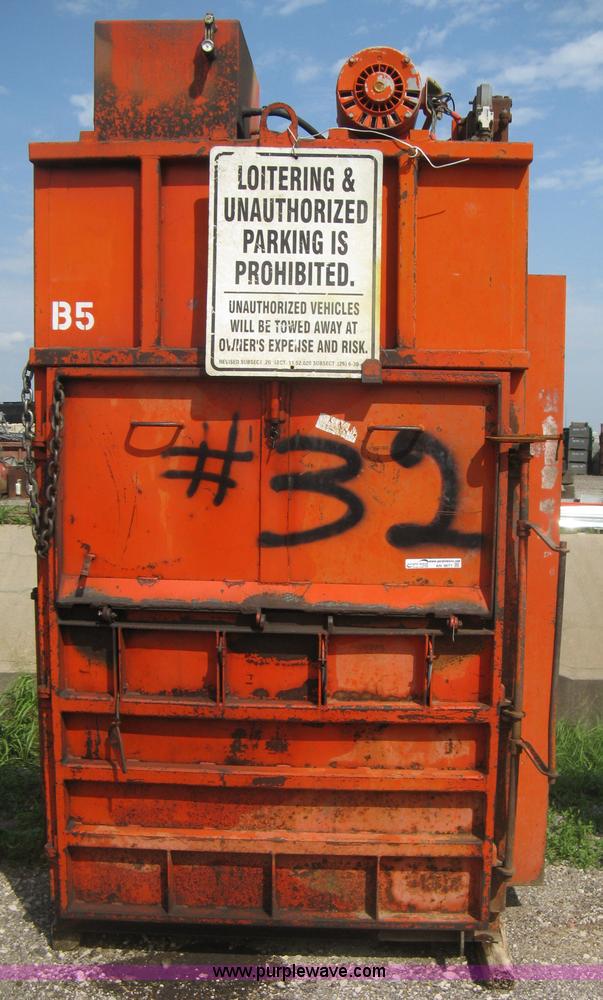 LOITERING &
UNAUTHORIZED
PARKING IS
PROHIBITED.
UNAUTHORIZED VEHICLES
WILL BE TOWED AWAY AT
OWNER'S EXPENSE AND RISK.
B5
#32
www.purplewave.com